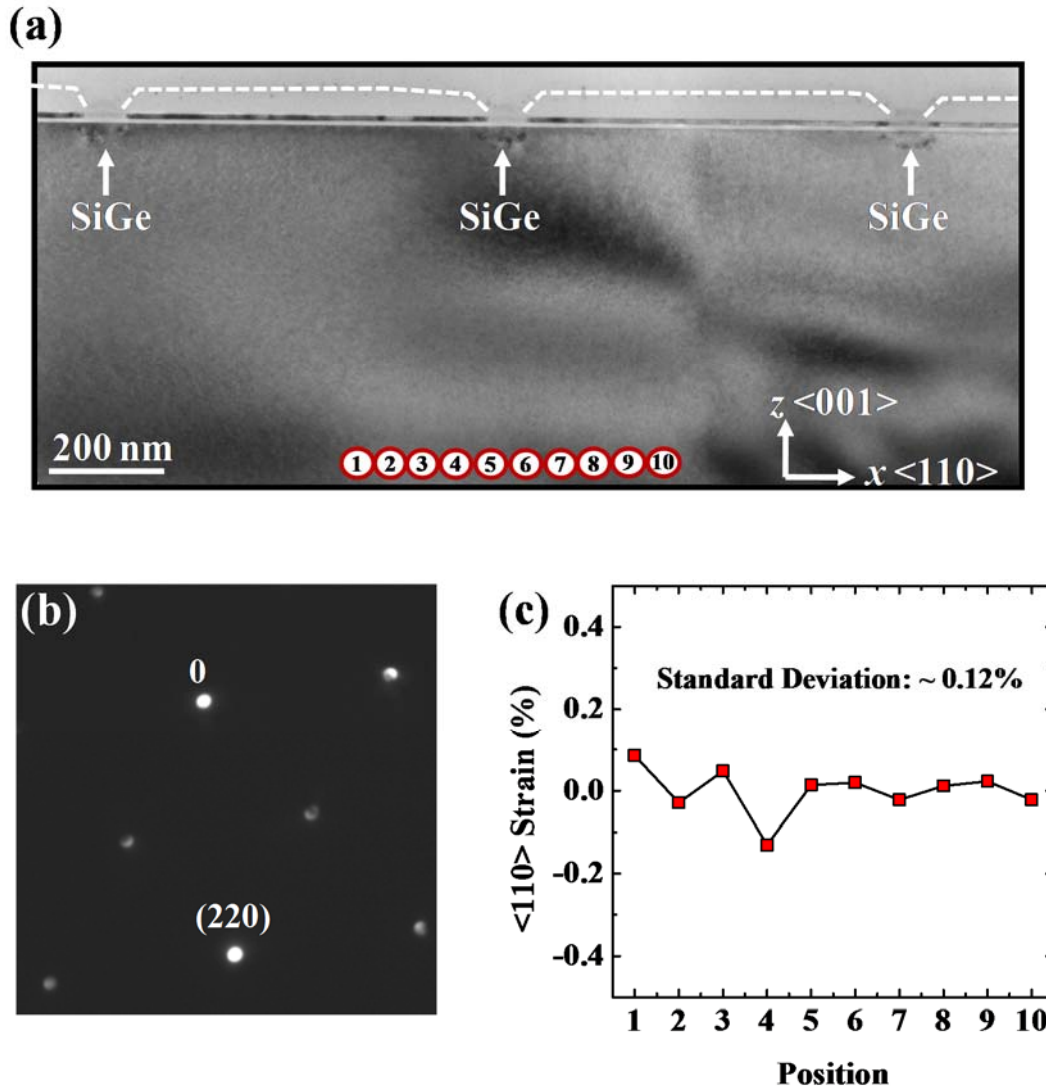 (a)
SiGe
SiGe
SiGe
200 nm
1 2 3 4 5 6 7 8 9 10
z <001>
x <110>
(b)
0
(220)
(c)
Standard Deviation: ~ 0.12%
<110> Strain (%)
0.4
0.2
0.0
-0.2
-0.4
1 2 3 4 5 6 7 8 9 10
Position